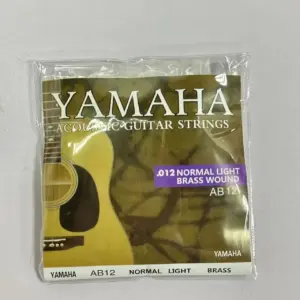 YAMAHA
ACOUSTIC GUITAR STRINGS
.012 NORMAL LIGHT
BRASS WOUND
AB12
YAMAHA
YAMAHA AB12 NORMAL LIGHT BRASS